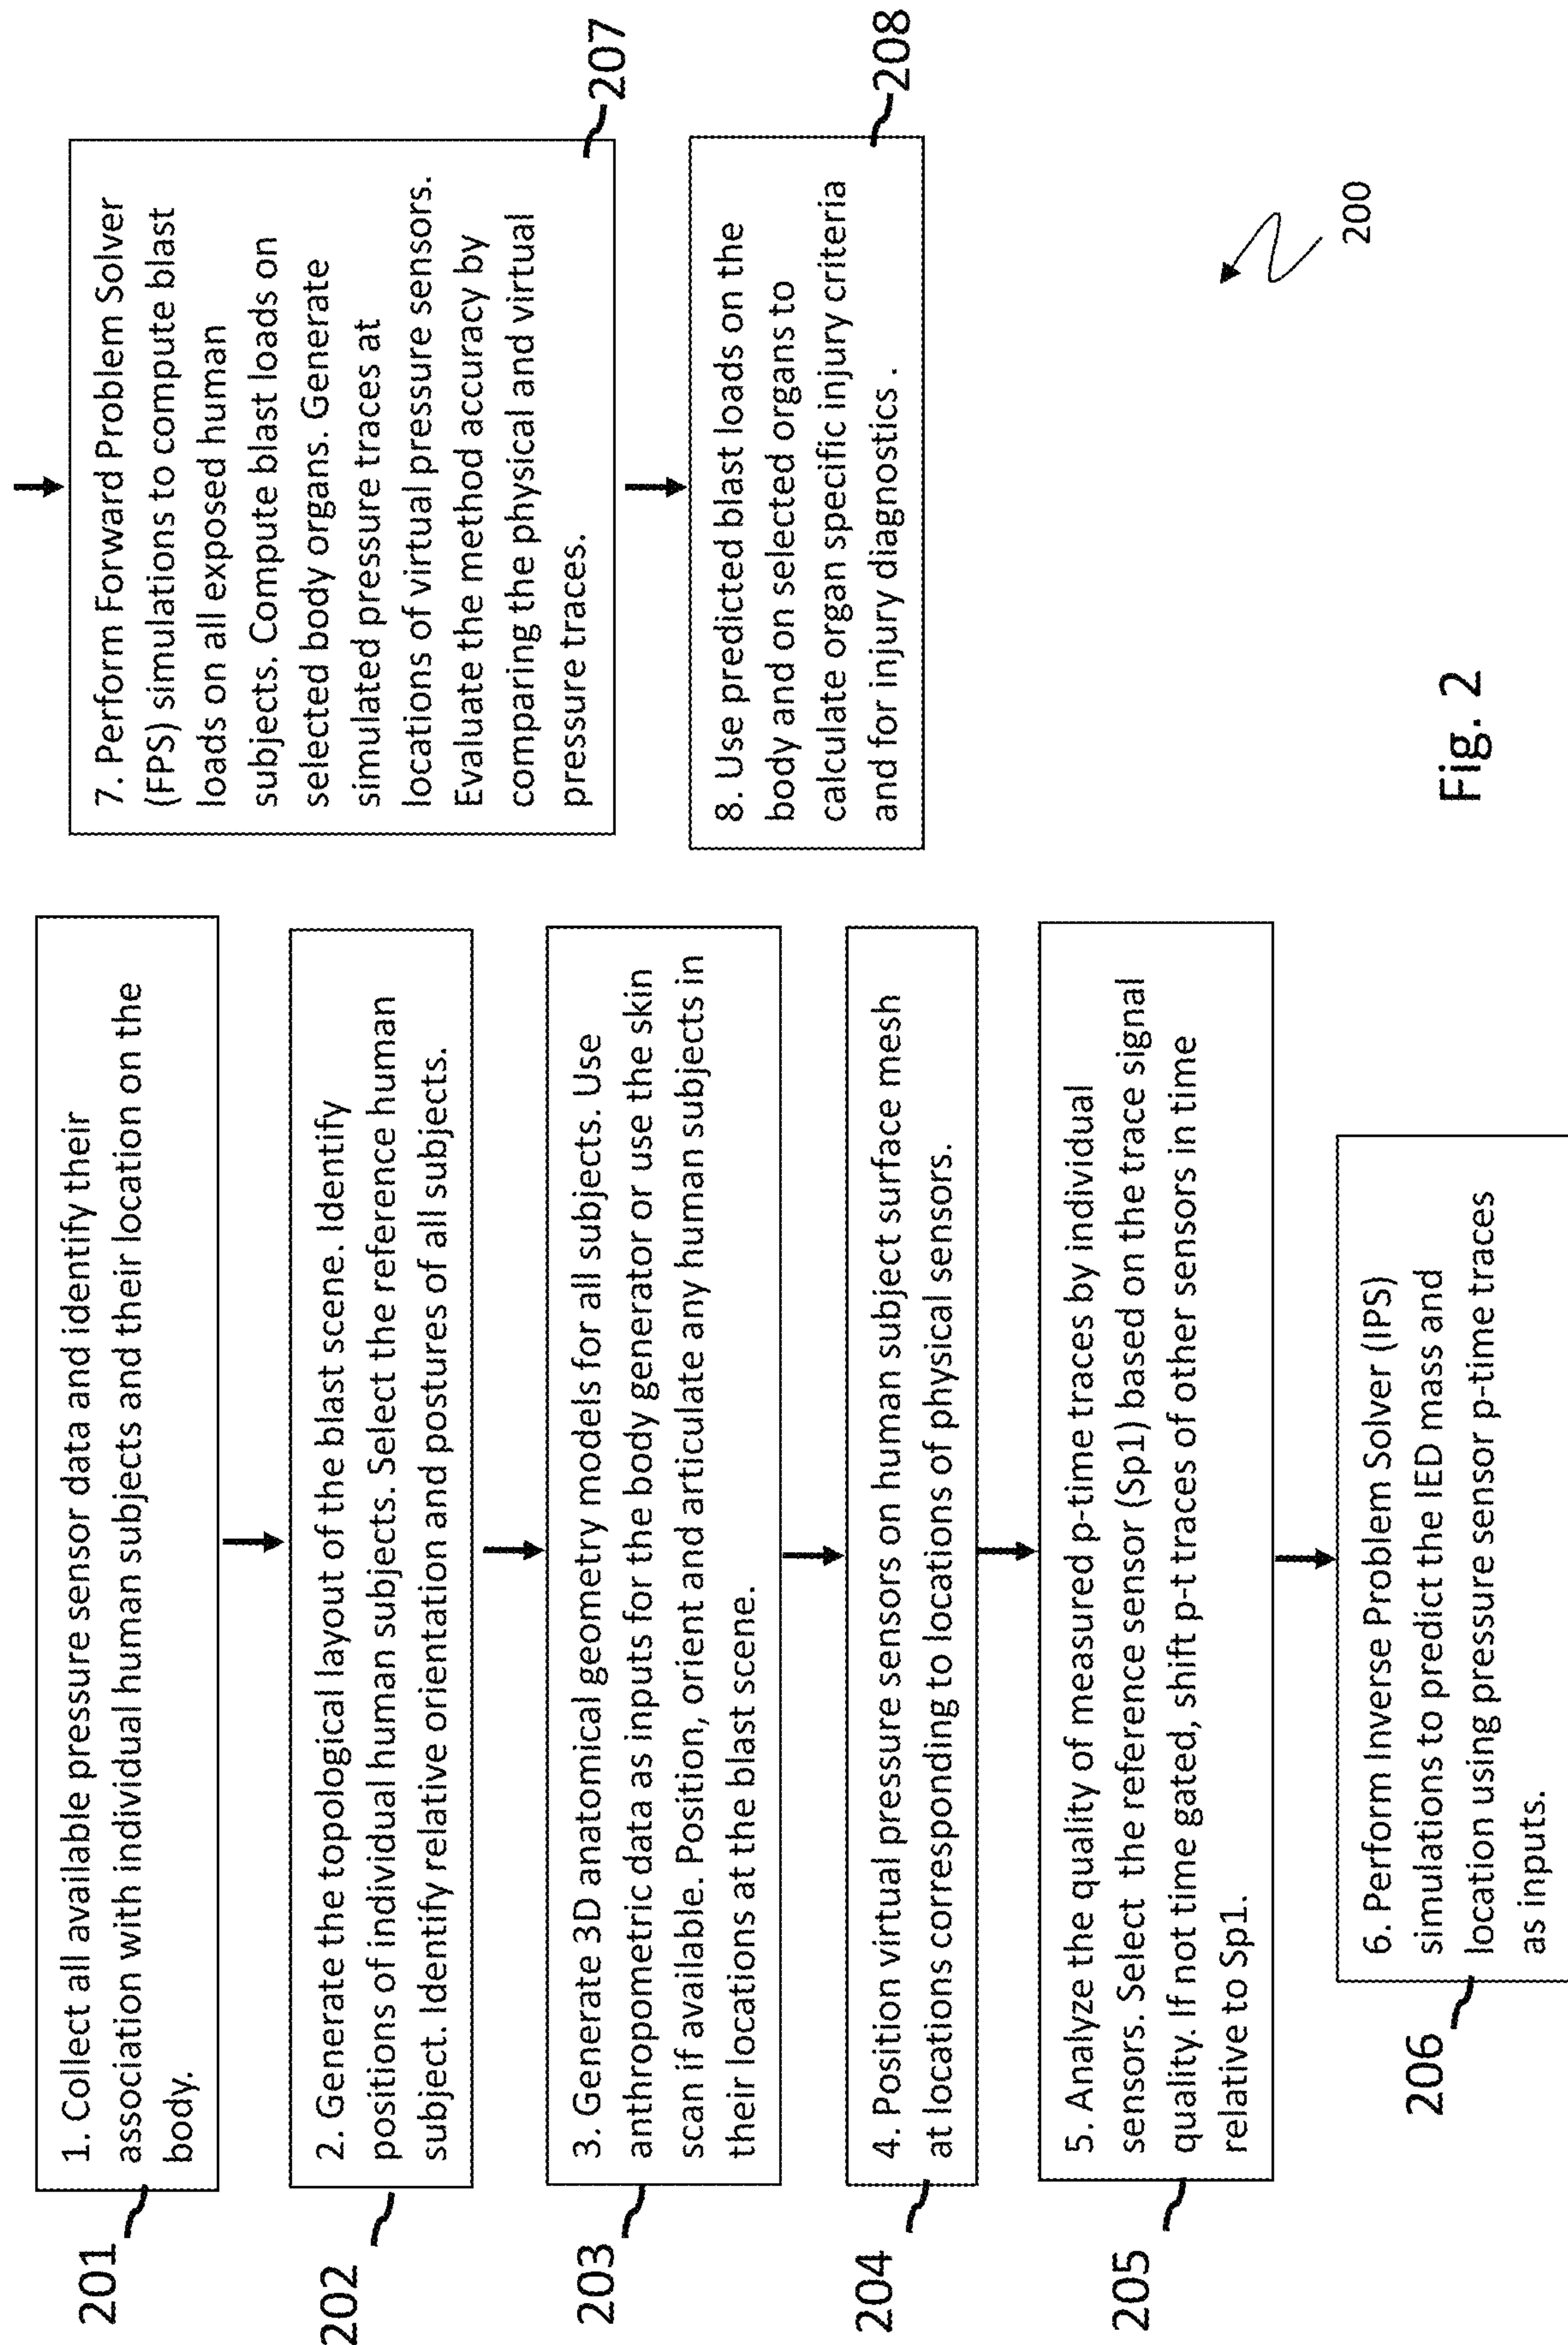 201
1. Collect all available pressure sensor data and identify their
association with individual human subjects and their location on the
body.
202
2. Generate the topological layout of the blast scene. Identify
positions of individual human subjects. Select the reference human
subject. Identify relative orientation and postures of all subjects.
203
3. Generate 3D anatomical geometry models for all subjects. Use
anthropometric data as inputs for the body generator or use the skin
scan if available. Position, orient and articulate any human subjects in
their locations at the blast scene.
204
4. Position virtual pressure sensors on human subject surface mesh
at locations corresponding to locations of physical sensors.
205
5. Analyze the quality of measured p-time traces by individual
sensors. Select the reference sensor (Sp1) based on the trace signal
quality. If not time gated, shift p-t traces of other sensors in time
relative to Sp1.
206
6. Perform Inverse Problem Solver (IPS)
simulations to predict the IED mass and
location using pressure sensor p-time traces
as inputs.
7. Perform Forward Problem Solver
(FPS) simulations to compute blast
loads on all exposed human
subjects. Compute blast loads on
selected body organs. Generate
simulated pressure traces at
locations of virtual pressure sensors.
Evaluate the method accuracy by
comparing the physical and virtual
pressure traces.
207
8. Use predicted blast loads on the
body and on selected organs to
calculate organ specific injury criteria
and for injury diagnostics .
208
200
Fig. 2